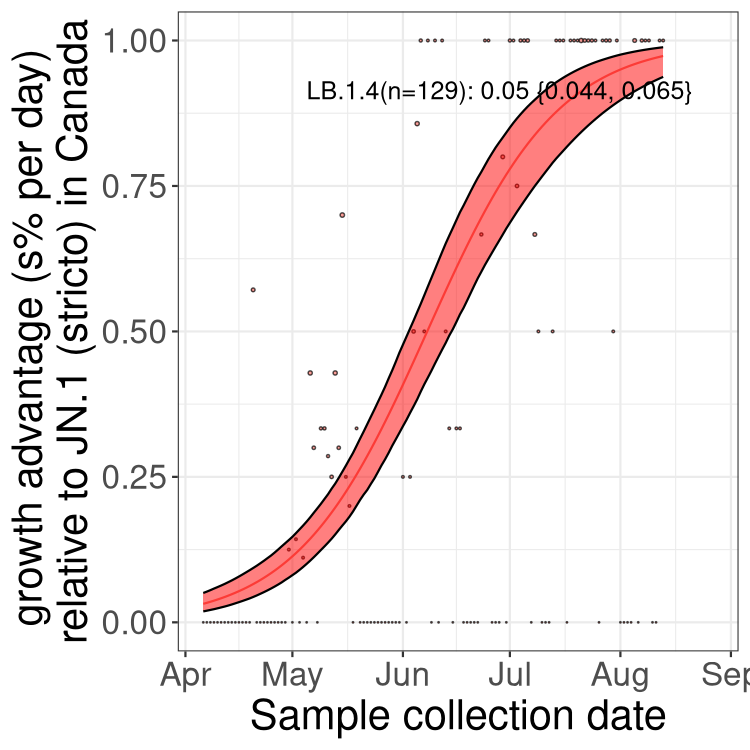 growth advantage (s% per day)
relative to JN.1 (stricto) in Canada
1.00
0.75
0.50
0.25
0.00
LB.1.4(n=129): 0.05 {0.044, 0.065}
Apr May Jun Jul Aug Sep
Sample collection date